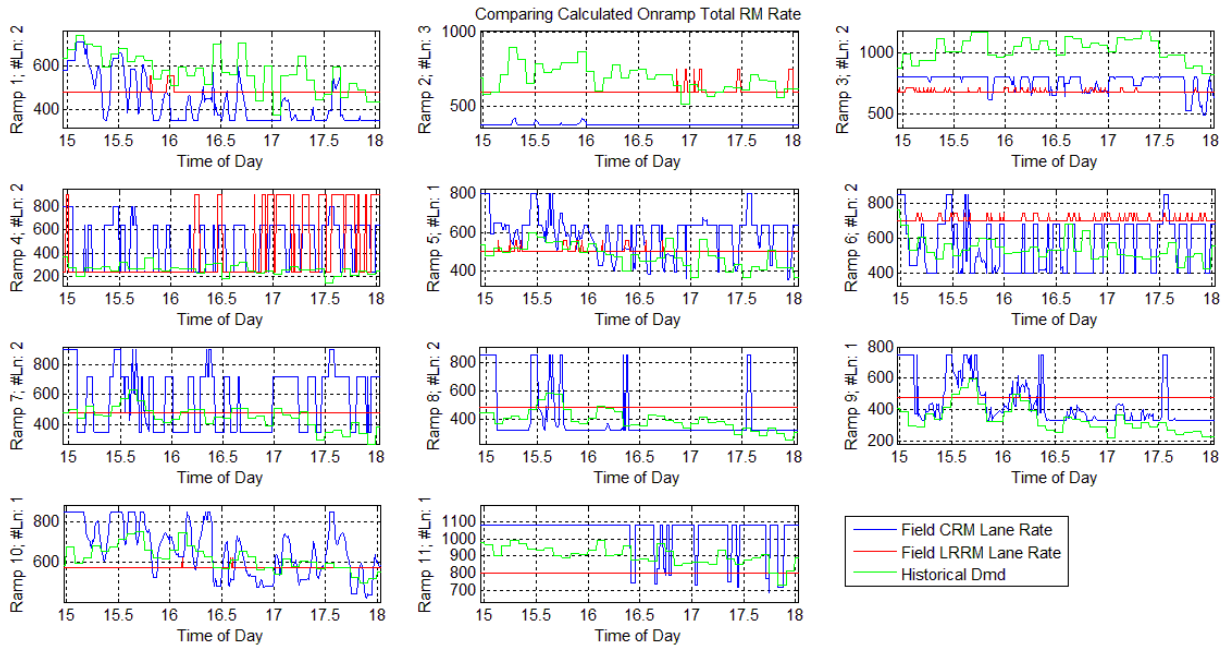 Comparing Calculated Onramp Total RM Rate
Ramp 1; #Ln: 2
600
400
15 15.5 16 16.5 17 17.5 18
Time of Day
Ramp 2; #Ln: 3
1000
500
15 15.5 16 16.5 17 17.5 18
Time of Day
Ramp 3; #Ln: 2
1000
500
15 15.5 16 16.5 17 17.5 18
Time of Day
Ramp 4; #Ln: 2
800
600
400
200
15 15.5 16 16.5 17 17.5 18
Time of Day
Ramp 5; #Ln: 1
800
600
400
15 15.5 16 16.5 17 17.5 18
Time of Day
Ramp 6; #Ln: 2
800
600
400
15 15.5 16 16.5 17 17.5 18
Time of Day
Ramp 7; #Ln: 2
800
600
400
15 15.5 16 16.5 17 17.5 18
Time of Day
Ramp 8; #Ln: 2
800
600
400
15 15.5 16 16.5 17 17.5 18
Time of Day
Ramp 9; #Ln: 1
800
600
400
200
15 15.5 16 16.5 17 17.5 18
Time of Day
Ramp 10; #Ln: 1
800
600
15 15.5 16 16.5 17 17.5 18
Time of Day
Ramp 11; #Ln: 1
1100
1000
900
800
700
15 15.5 16 16.5 17 17.5 18
Time of Day
Field CRM Lane Rate
Field LRRM Lane Rate
Historical Dmd